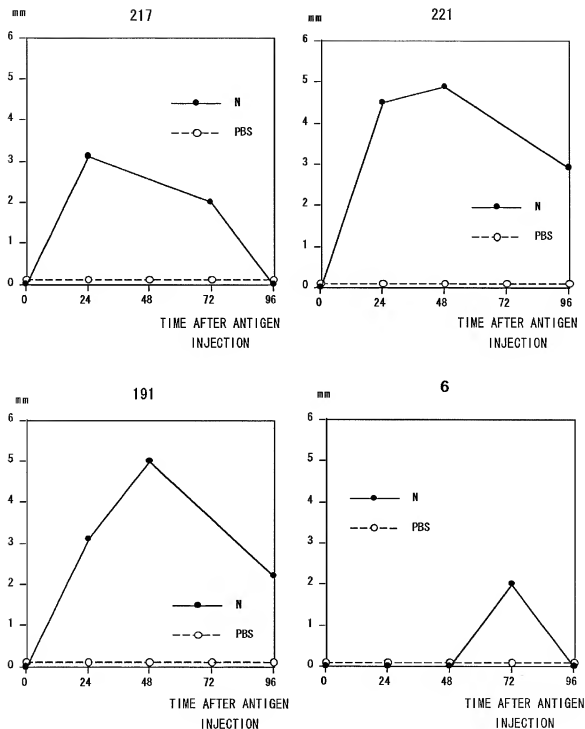 mm 217
6
5
4
3
2
1
0
N
PBS
0 24 48 72 96
TIME AFTER ANTIGEN
INJECTION
mm 221
6
5
4
3
2
1
0
N
PBS
0 24 48 72 96
TIME AFTER ANTIGEN
INJECTION
mm 191
6
5
4
3
2
1
0
N
PBS
0 24 48 72 96
TIME AFTER ANTIGEN
INJECTION
mm 6
6
5
4
3
2
1
0
N
PBS
0 24 48 72 96
TIME AFTER ANTIGEN
INJECTION